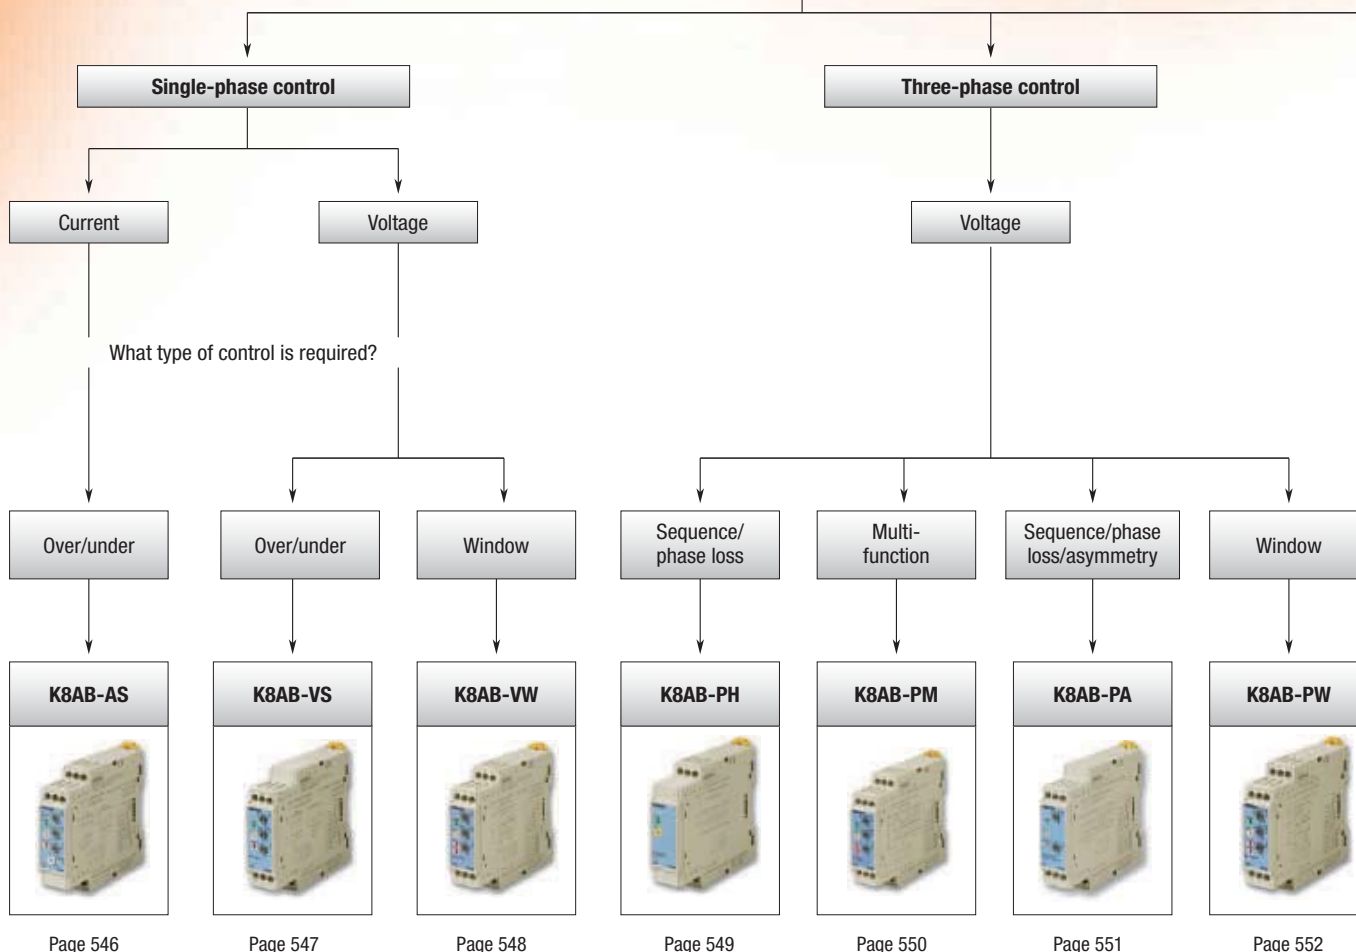 Single-phase control
Three-phase control
Current
Voltage
Voltage
What type of control is required?
Over/under
Over/under
Window
Sequence/
phase loss
Multi-
function
Sequence/phase
loss/asymmetry
Window
K8AB-AS
K8AB-VS
K8AB-VW
K8AB-PH
K8AB-PM
K8AB-PA
K8AB-PW
Page 546
Page 547
Page 548
Page 549
Page 550
Page 551
Page 552